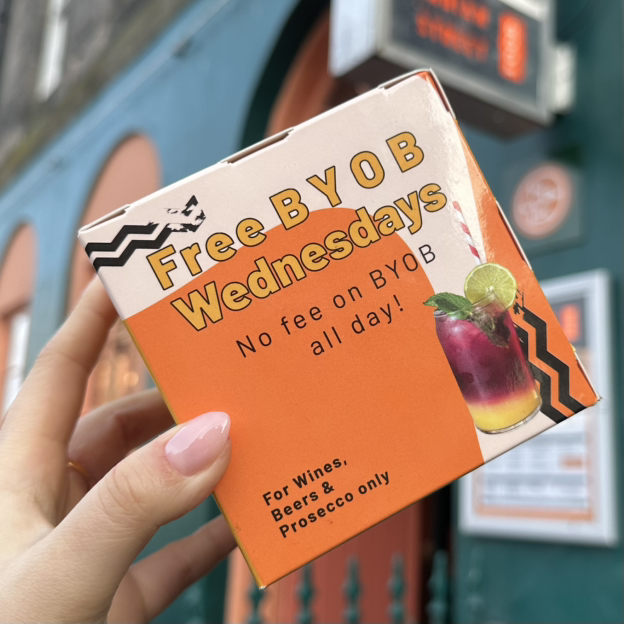 Free BYOB
Wednesdays
No fee on BYOB
all day!
For Wines,
Beers &
Prosecco only